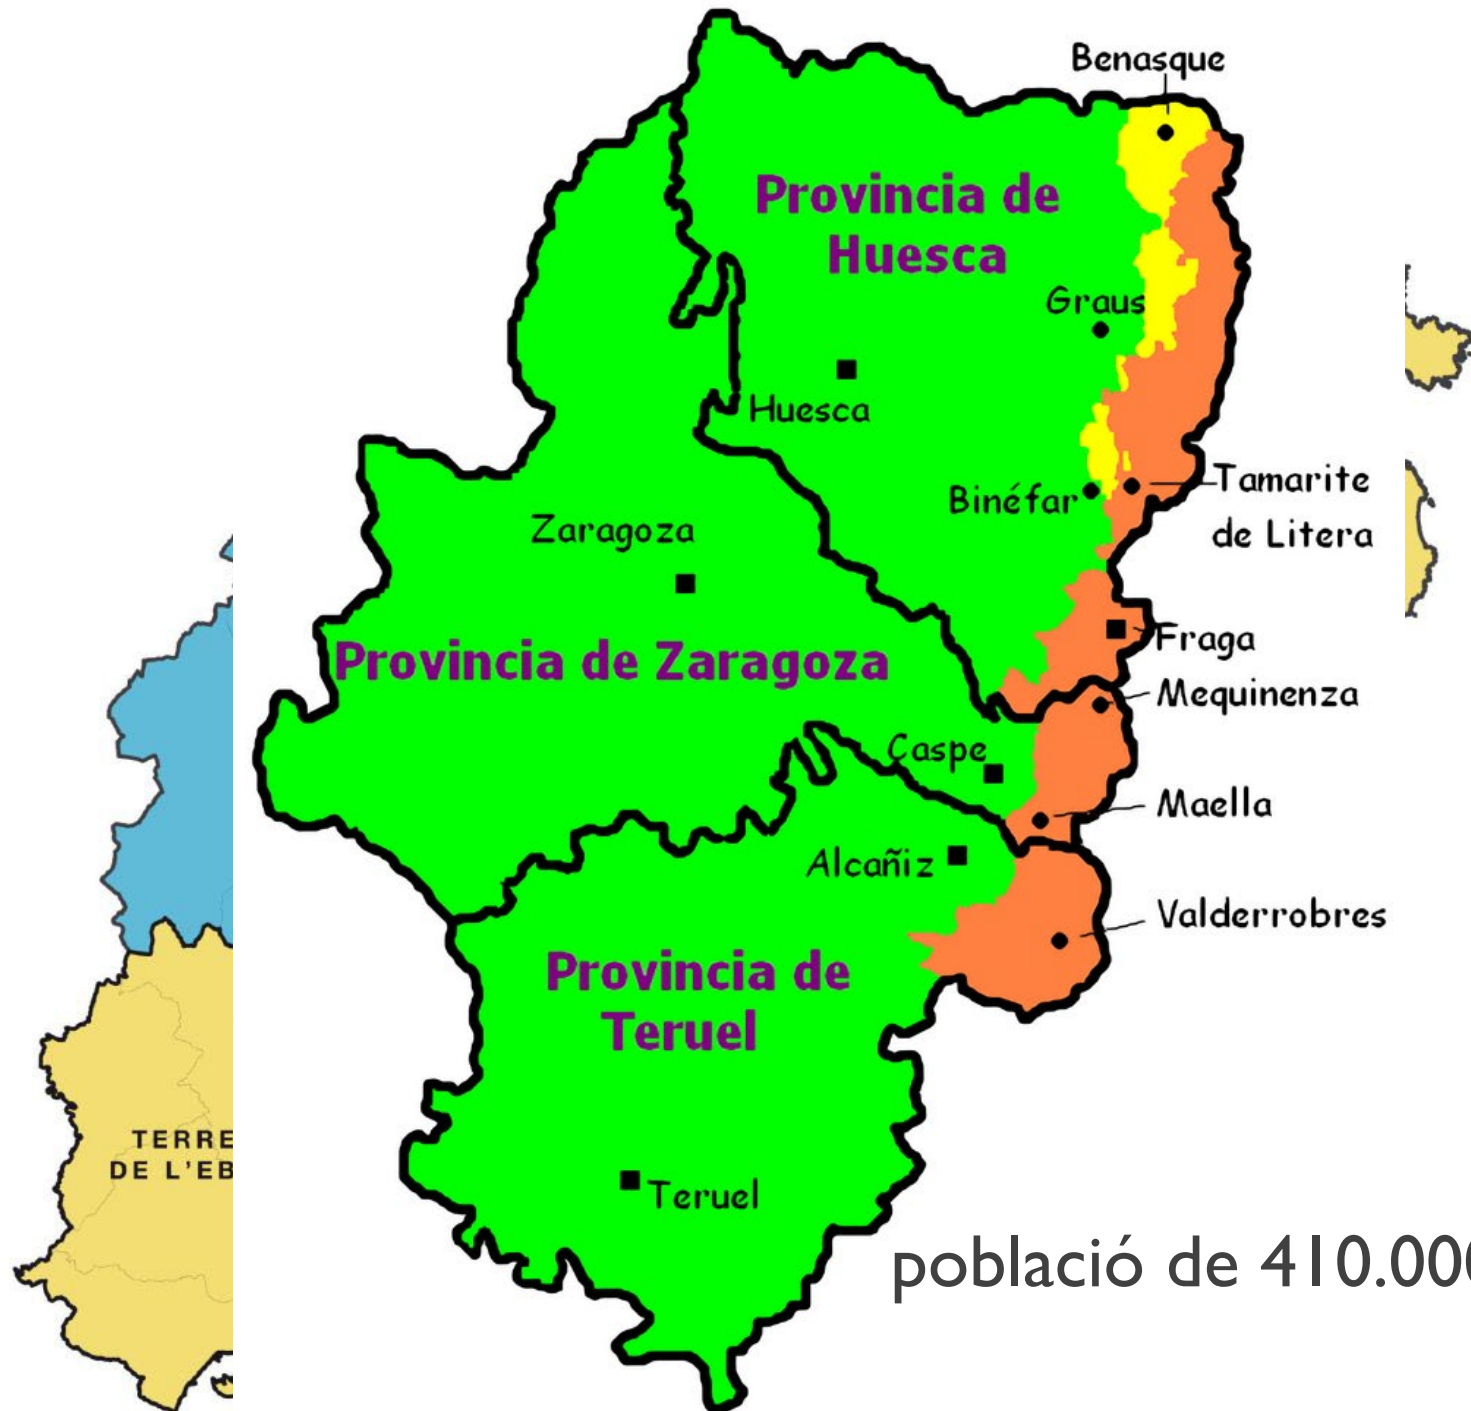 Benasque
Provincia de
Huesca
Graus
Huesca
Tamarite
de Litera
Binéfar
Zaragoza
Fraga
Provincia de Zaragoza
Mequinenza
Caspe
Maella
Alcañiz
Valderrobres
Provincia de
Teruel
TERRE
DE L'EB
Teruel
població de 410.000